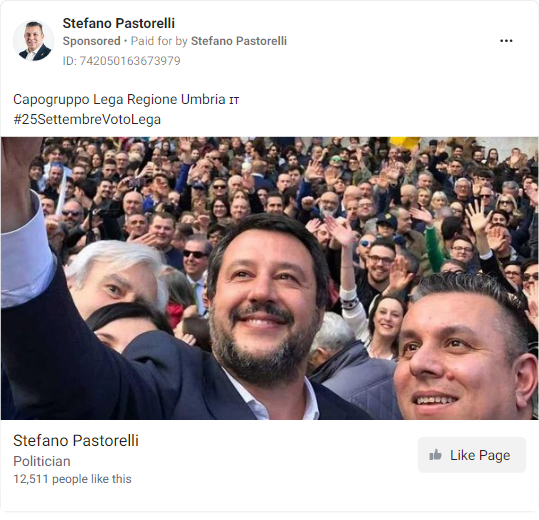 Stefano Pastorelli
Sponsored • Paid for by Stefano Pastorelli
ID: 742050163673979
Capogruppo Lega Regione Umbria ɪᴛ
#25SettembreVotoLega
Stefano Pastorelli
Politician
12,511 people like this
Like Page